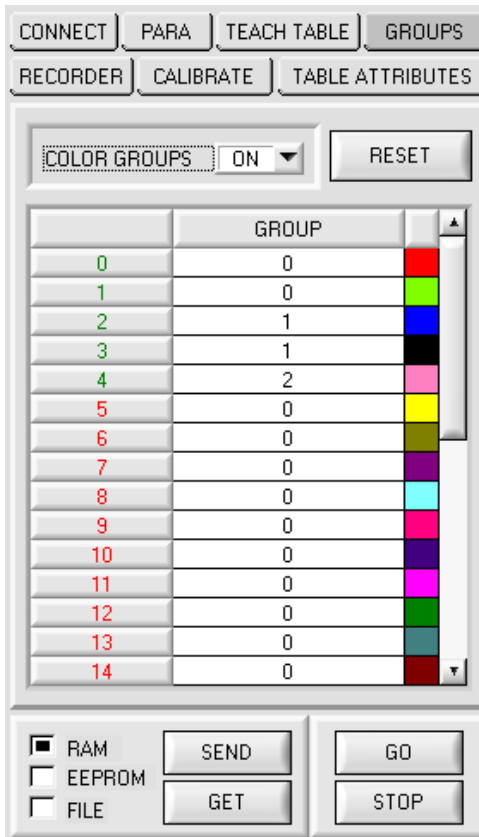 CONNECT PARA TEACH TABLE GROUPS
RECORDER CALIBRATE TABLE ATTRIBUTES
COLOR GROUPS ON RESET
GROUP
0 0
1 0
2 1
3 1
4 2
5 0
6 0
7 0
8 0
9 0
10 0
11 0
12 0
13 0
14 0
RAM SEND GO
EEPROM
FILE GET STOP